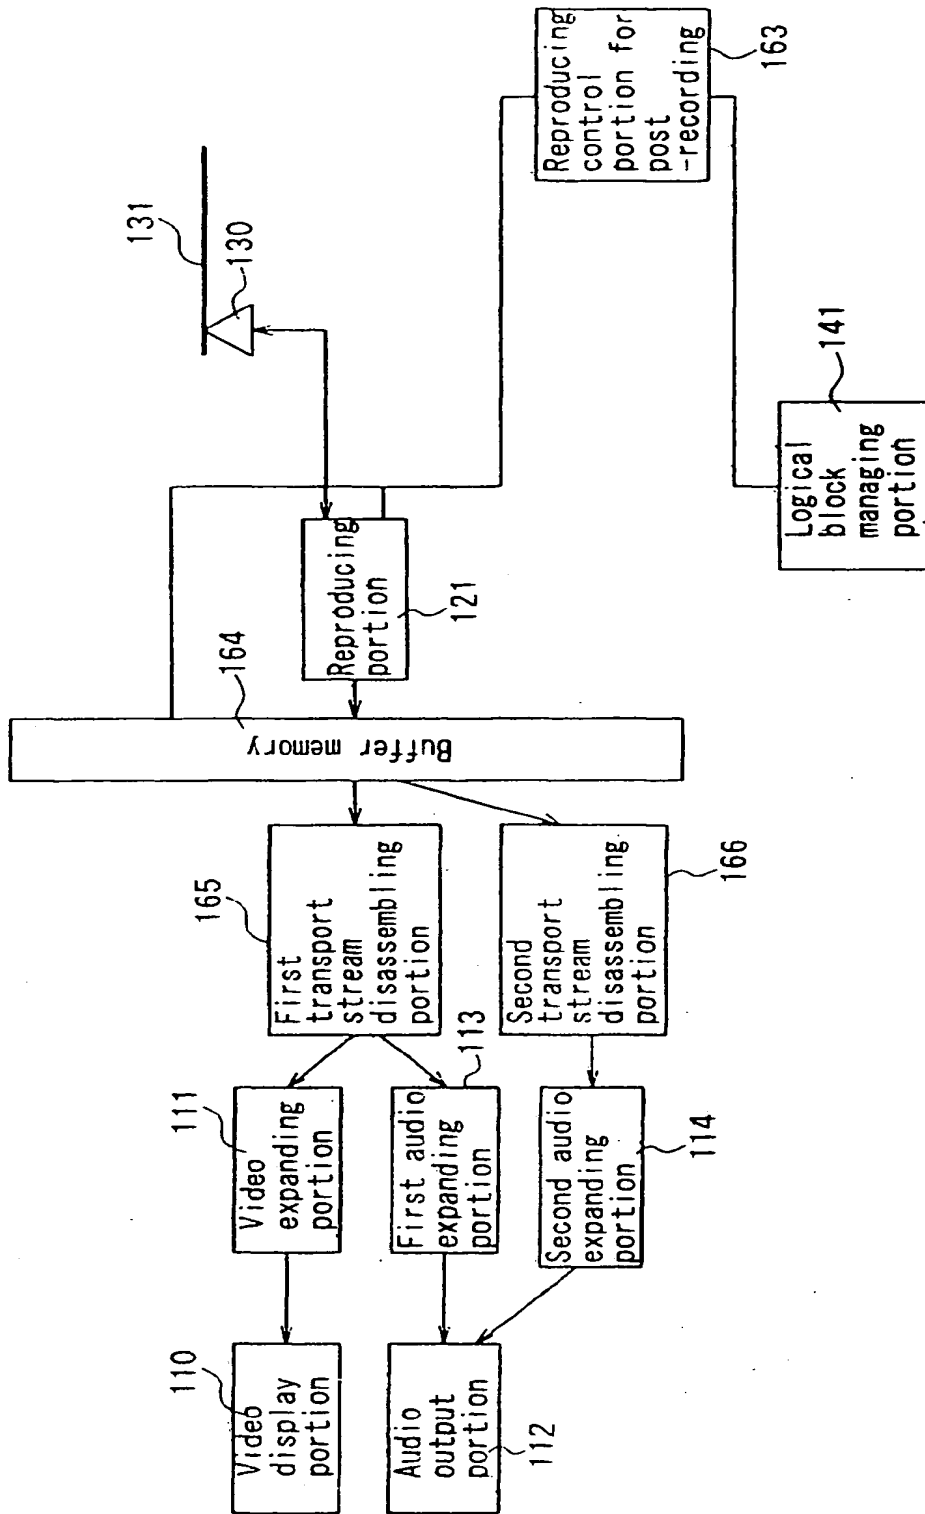 110
Video
display
portion
111
Video
expanding
portion
165
First
transport
stream
disassembling
portion
164
Buffer memory
Reproducing
portion
121
131
130
Audio
output
portion
112
First audio
expanding
portion
113
Second audio
expanding
portion
114
Second
transport
stream
disassembling
portion
166
Reproducing
control
portion for
post
-recording
163
Logical
block
managing
portion
141